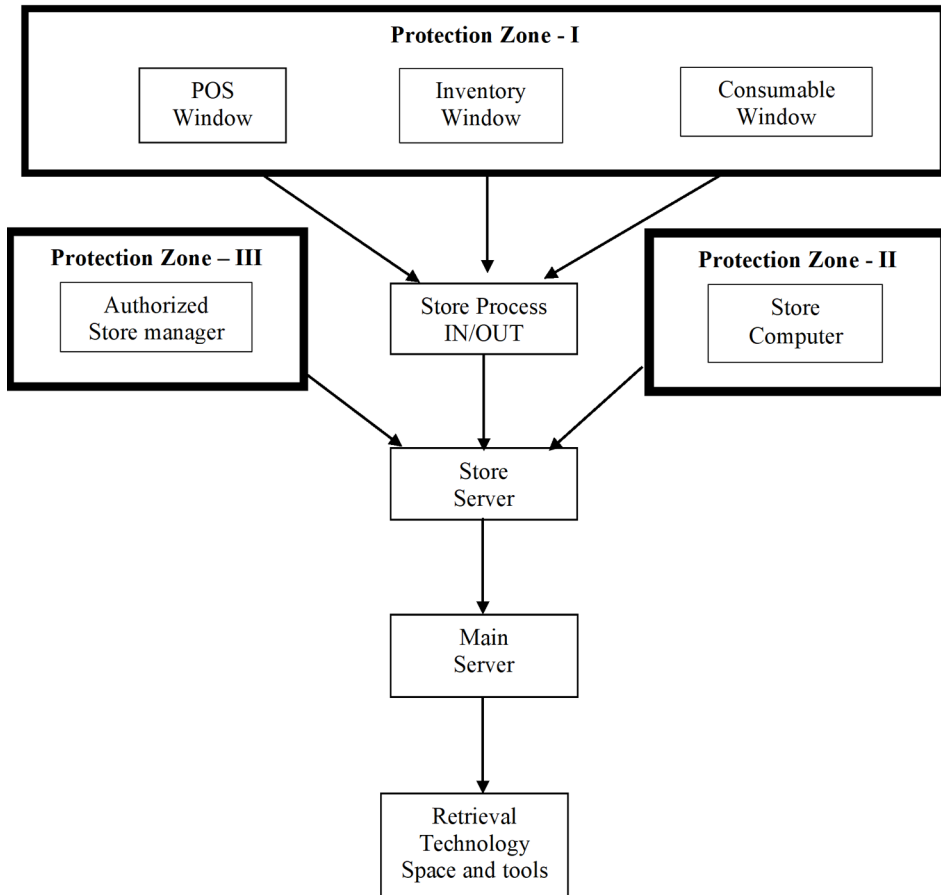 Protection Zone - I
POS
Window
Inventory
Window
Consumable
Window
Protection Zone – III
Authorized
Store manager
Store Process
IN/OUT
Protection Zone - II
Store
Computer
Store
Server
Main
Server
Retrieval
Technology
Space and tools